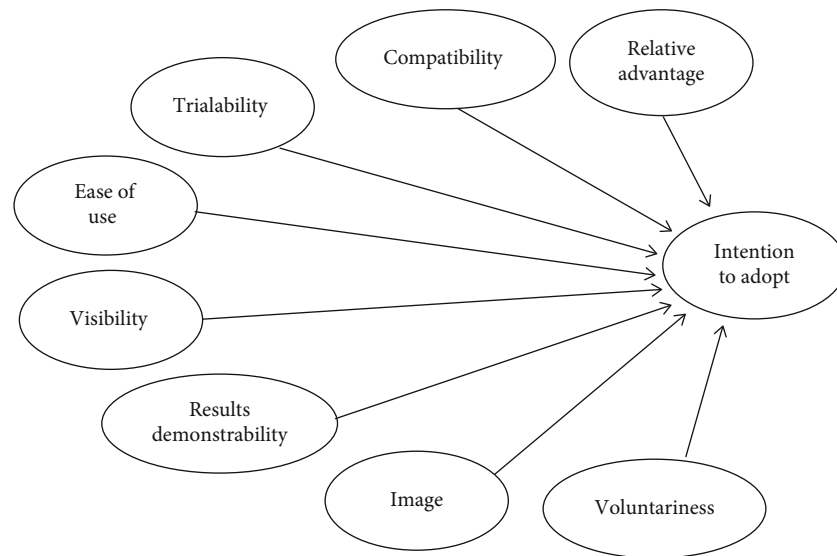 Compatibility
Relative
advantage
Trialability
Ease of
use
Intention
to adopt
Visibility
Results
demonstrability
Image
Voluntariness